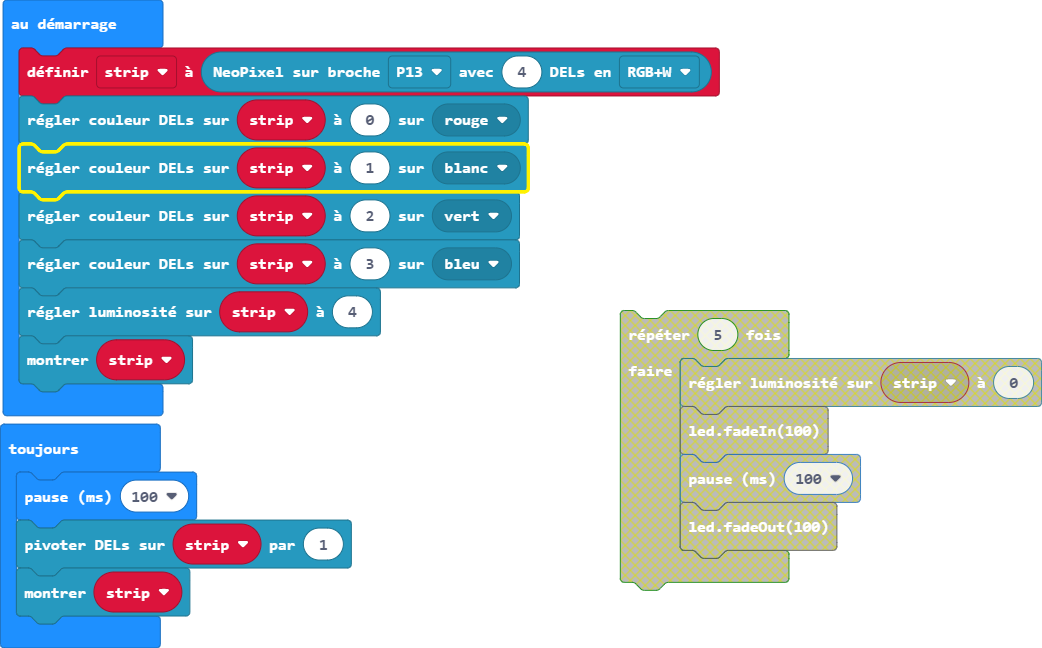 au démarrage
définir strip à NeoPixel sur broche P13 avec 4 DELs en RGB+W
régler couleur DELs sur strip à 0 sur rouge
régler couleur DELs sur strip à 1 sur blanc
régler couleur DELs sur strip à 2 sur vert
régler couleur DELs sur strip à 3 sur bleu
régler luminosité sur strip à 4
montrer strip
toujours
pause (ms) 100
pivoter DELs sur strip par 1
montrer strip
répéter 5 fois
faire
régler luminosité sur strip à 0
led.fadeIn(100)
pause (ms) 100
led.fadeOut(100)